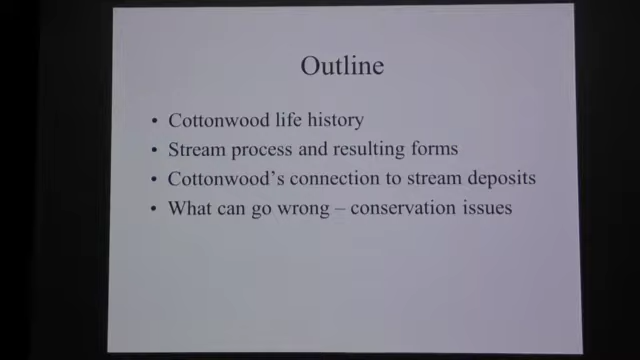 Outline
• Cottonwood life history
• Stream process and resulting forms
• Cottonwood's connection to stream deposits
• What can go wrong – conservation issues